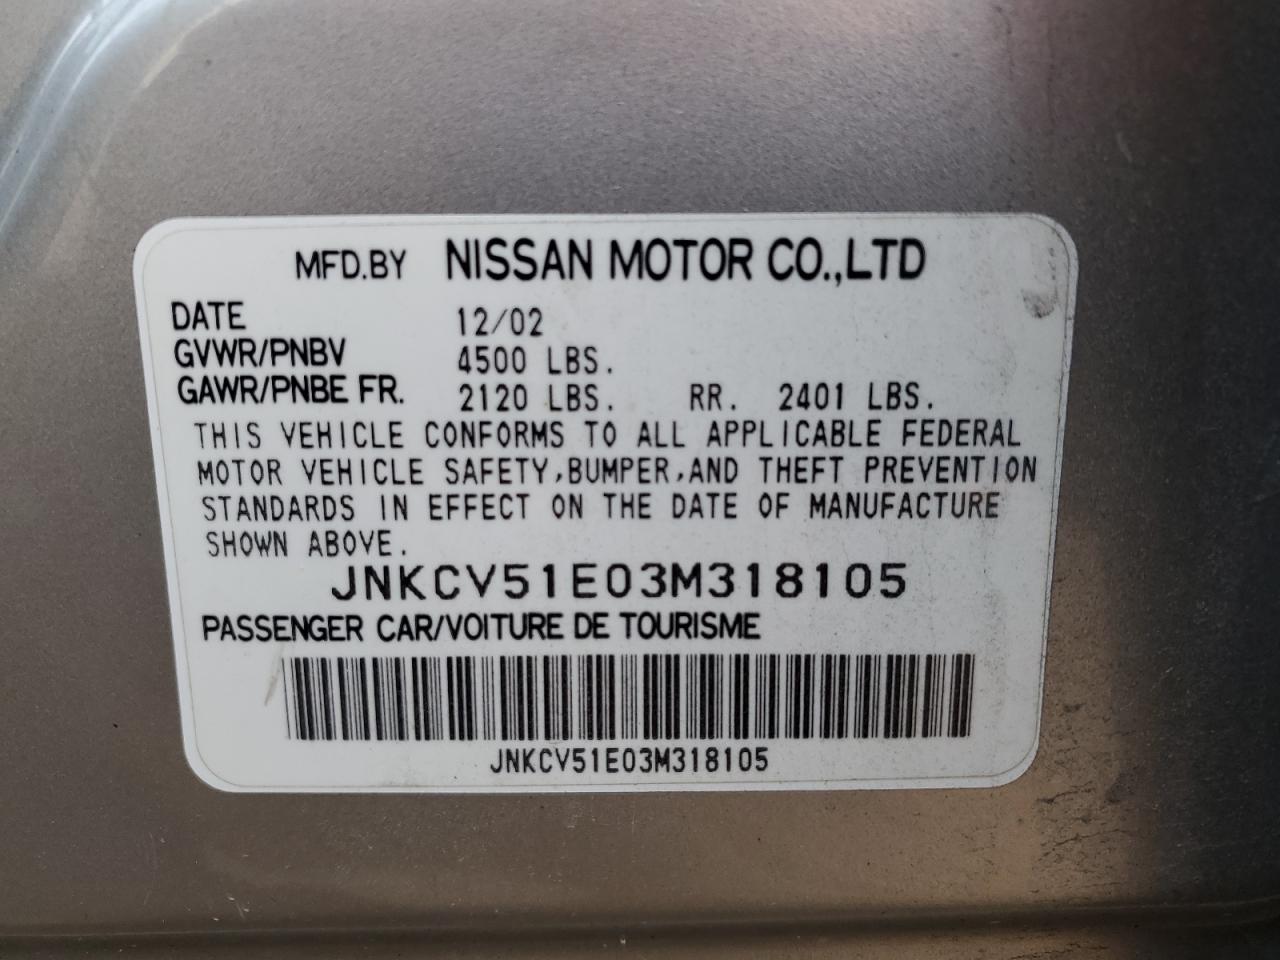 MFD.BY NISSAN MOTOR CO.,LTD
DATE 12/02
GVWR/PNBV 4500 LBS.
GAWR/PNBE FR. 2120 LBS. RR. 2401 LBS.
THIS VEHICLE CONFORMS TO ALL APPLICABLE FEDERAL
MOTOR VEHICLE SAFETY,BUMPER,AND THEFT PREVENTION
STANDARDS IN EFFECT ON THE DATE OF MANUFACTURE
SHOWN ABOVE.
JNKCV51E03M318105
PASSENGER CAR/VOITURE DE TOURISME
JNKCV51E03M318105